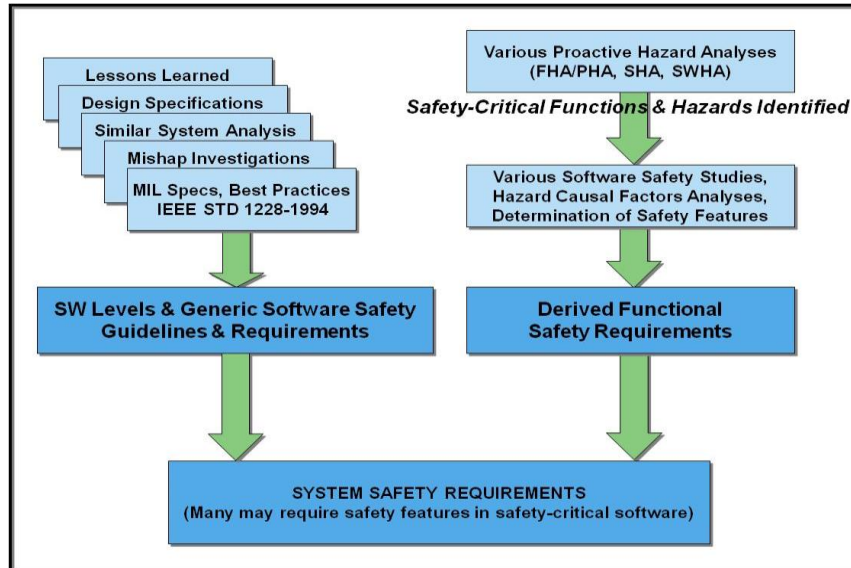 Lessons Learned
Design Specifications
Similar System Analysis
Mishap Investigations
MIL Specs, Best Practices
IEEE STD 1228-1994
SW Levels & Generic Software Safety
Guidelines & Requirements
Various Proactive Hazard Analyses
(FHA/PHA, SHA, SWHA)
Safety-Critical Functions & Hazards Identified
Various Software Safety Studies,
Hazard Causal Factors Analyses,
Determination of Safety Features
Derived Functional
Safety Requirements
SYSTEM SAFETY REQUIREMENTS
(Many may require safety features in safety-critical software)